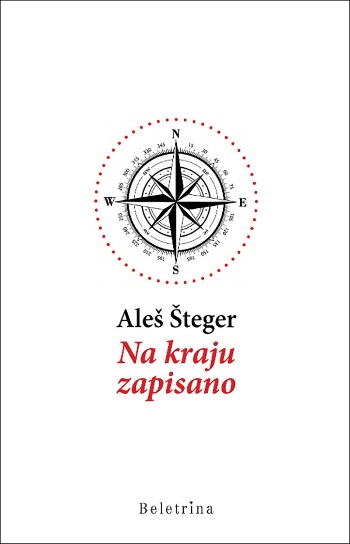 N
W E
S
Aleš Šteger
Na kraju
zapisano
Beletrina